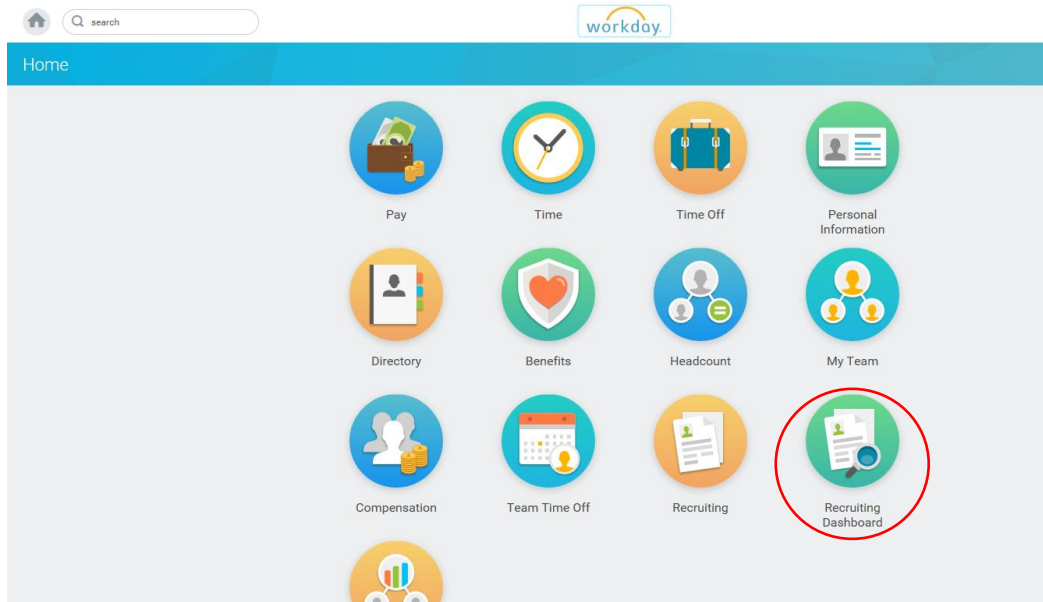 search
workday.
Home
Pay
Time
Time Off
Personal
Information
Directory
Benefits
Headcount
My Team
Compensation
Team Time Off
Recruiting
Recruiting
Dashboard